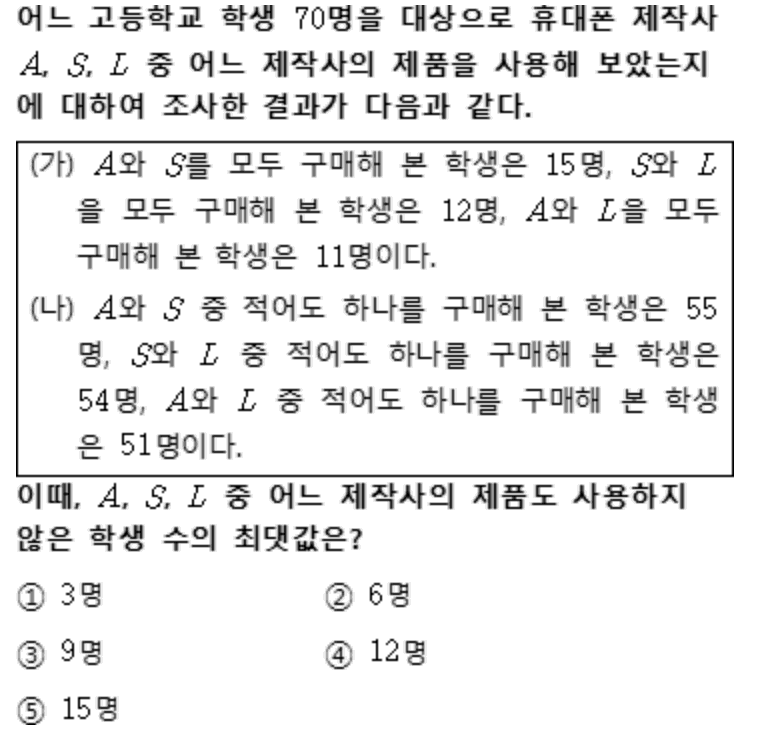 어느 고등학교 학생 70명을 대상으로 휴대폰 제작사
A, S, L 중 어느 제작사의 제품을 사용해 보았는지
에 대하여 조사한 결과가 다음과 같다.
(가) A와 S를 모두 구매해 본 학생은 15명, S와 L
을 모두 구매해 본 학생은 12명, A와 L을 모두
구매해 본 학생은 11명이다.
(나) A와 S 중 적어도 하나를 구매해 본 학생은 55
명, S와 L 중 적어도 하나를 구매해 본 학생은
54명, A와 L 중 적어도 하나를 구매해 본 학생
은 51명이다.
이때, A, S, L 중 어느 제작사의 제품도 사용하지
않은 학생 수의 최댓값은?
① 3명 ② 6명
③ 9명 ④ 12명
⑤ 15명